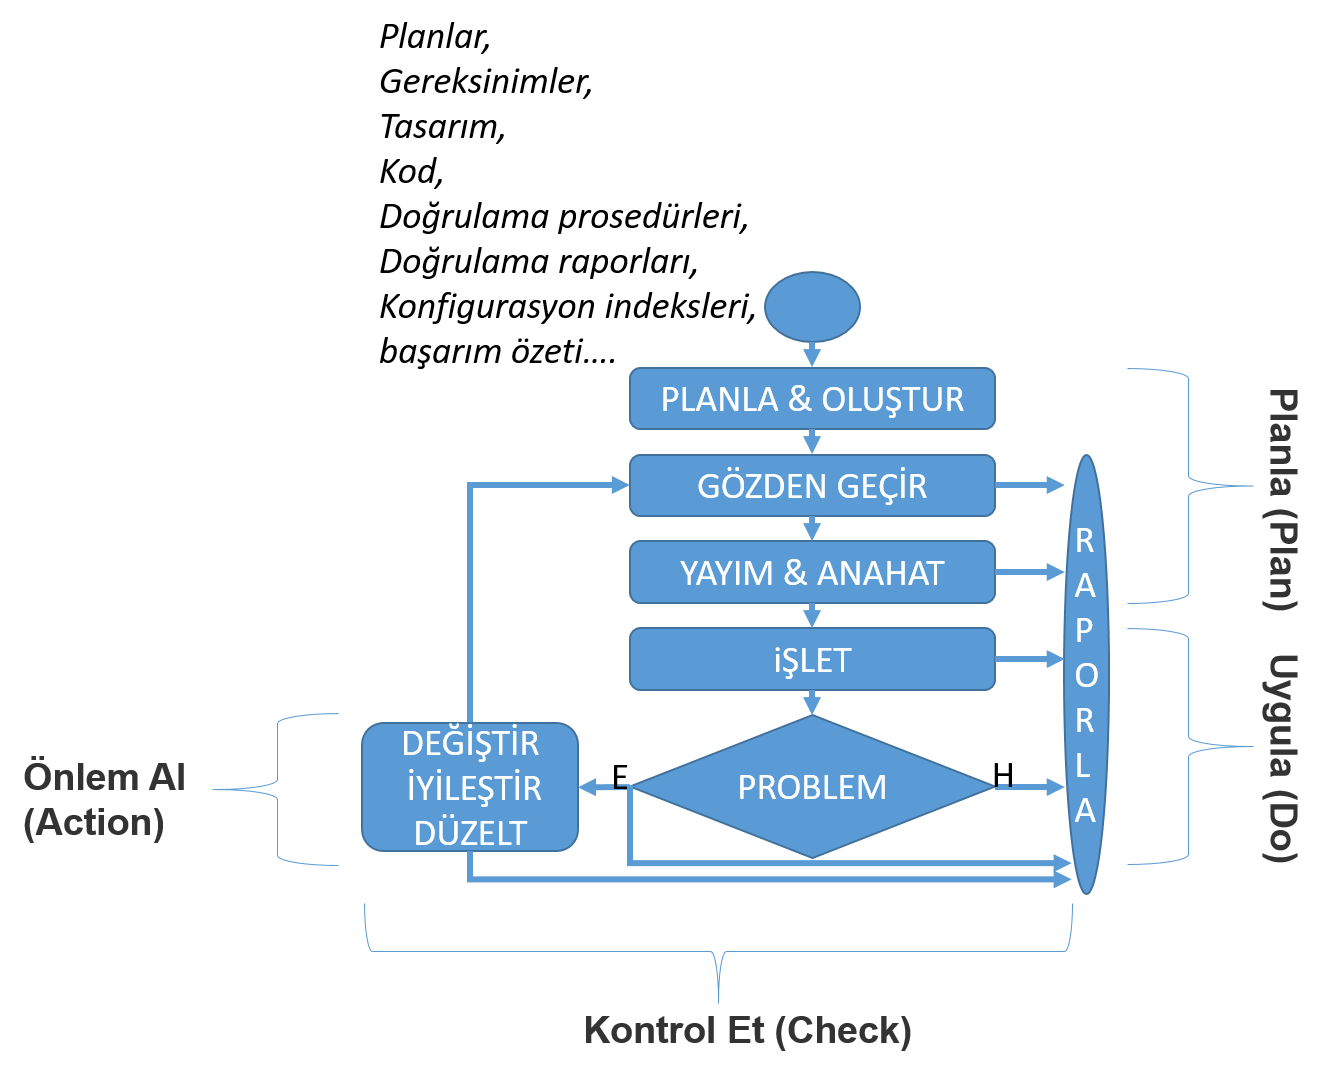 Planlar,
Gereksinimler,
Tasarım,
Kod,
Doğrulama prosedürleri,
Doğrulama raporları,
Konfigurasyon indeksleri,
başarım özeti....
PLANLA & OLUŞTUR
GÖZDEN GEÇİR
YAYIM & ANAHAT
iŞLET
PROBLEM
E
H
DEĞİŞTİR
İYİLEŞTİR
DÜZELT
R
A
P
O
R
L
A
Planla (Plan)
Uygula (Do)
Önlem Al
(Action)
Kontrol Et (Check)